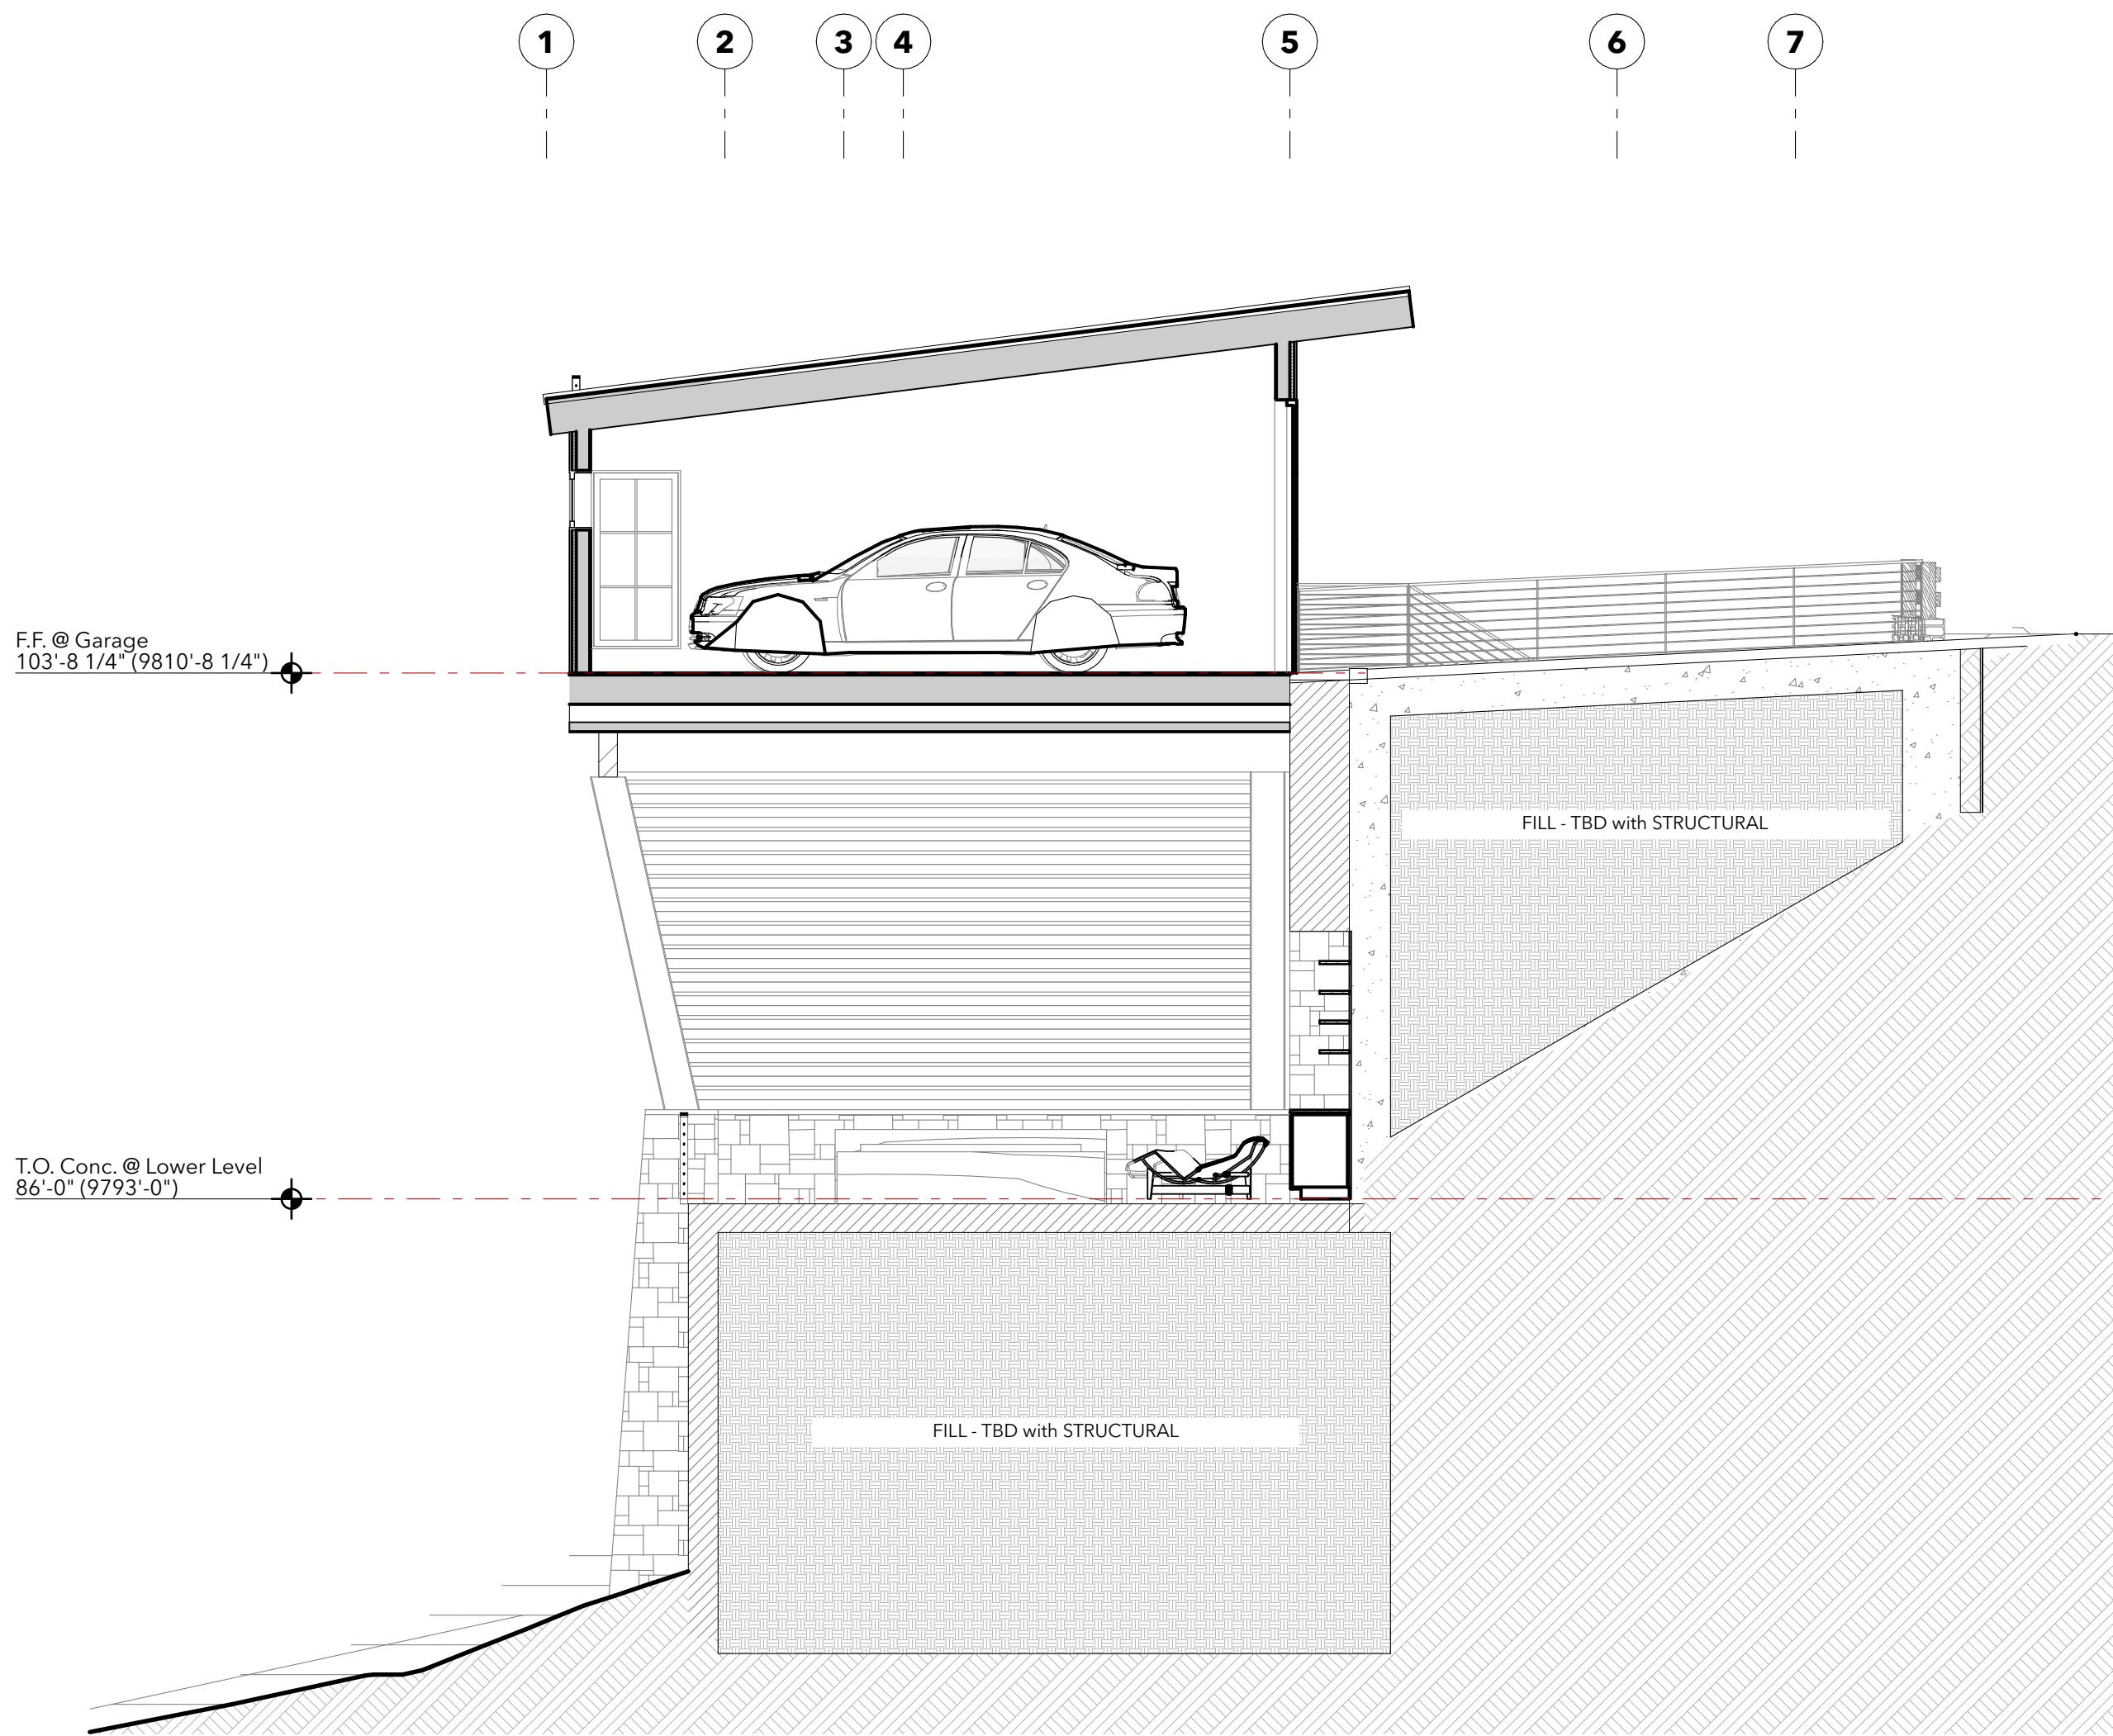 1
2
3
4
5
6
7
F.F. @ Garage
103'-8 1/4" (9810'-8 1/4")
FILL - TBD with STRUCTURAL
T.O. Conc. @ Lower Level
86'-0" (9793'-0")
FILL - TBD with STRUCTURAL